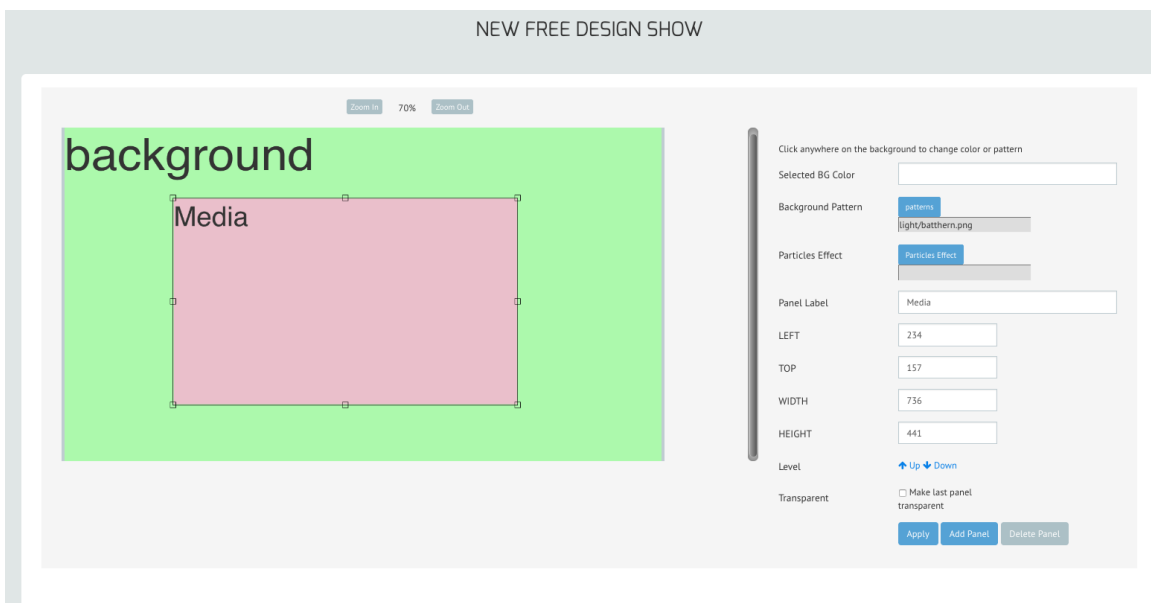 NEW FREE DESIGN SHOW
Zoom In 70% Zoom Out
background
Media
Click anywhere on the background to change color or pattern
Selected BG Color
Background Pattern patterns
light/batthern.png
Particles Effect Particles Effect
Panel Label Media
LEFT 234
TOP 157
WIDTH 736
HEIGHT 441
Level Up Down
Transparent Make last panel
transparent
Apply Add Panel Delete Panel